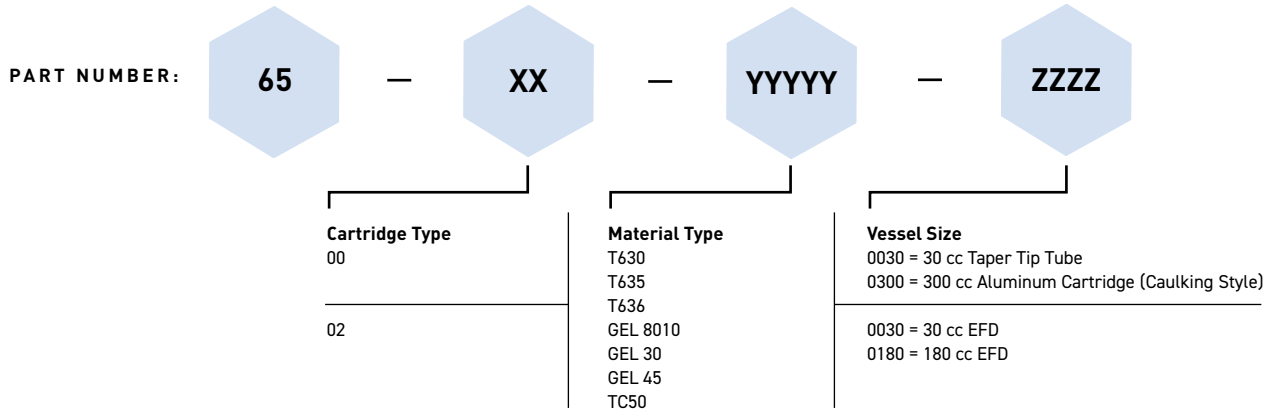 PART NUMBER:
65 — XX — YYYYY — ZZZZ
Cartridge Type
00
02
Material Type
T630
T635
T636
GEL 8010
GEL 30
GEL 45
TC50
Vessel Size
0030 = 30 cc Taper Tip Tube
0300 = 300 cc Aluminum Cartridge (Caulking Style)
0030 = 30 cc EFD
0180 = 180 cc EFD